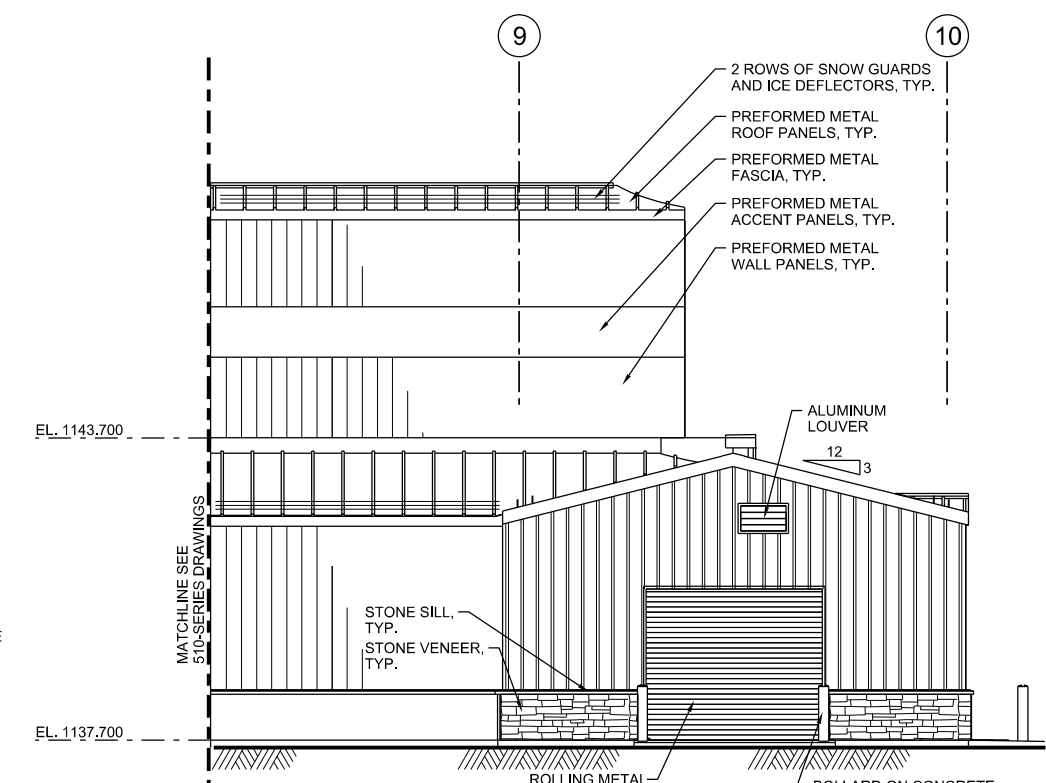 9
10
2 ROWS OF SNOW GUARDS
AND ICE DEFLECTORS, TYP.
PREFORMED METAL
ROOF PANELS, TYP.
PREFORMED METAL
FASCIA, TYP.
PREFORMED METAL
ACCENT PANELS, TYP.
PREFORMED METAL
WALL PANELS, TYP.
EL. 1143.700
ALUMINUM
LOUVER
12
3
MATCHLINE SEE
510-SERIES DRAWINGS
STONE SILL,
TYP.
STONE VENEER,
TYP.
E
EL. 1137.700
ROLLING METAL
BOLLARD ON CONCRETE